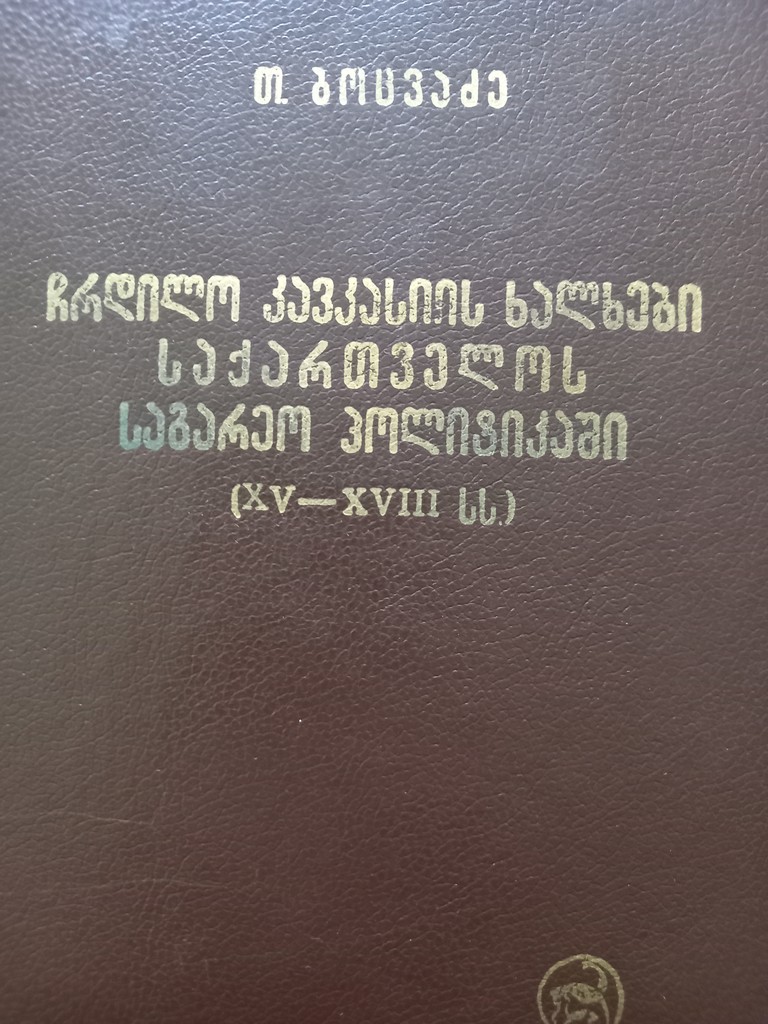 თ. ბოცვაძე
ჩრდილო კავკასიის ხალხები
საქართველოს
საგარეო პოლიტიკაში
(XV—XVIII სს.)